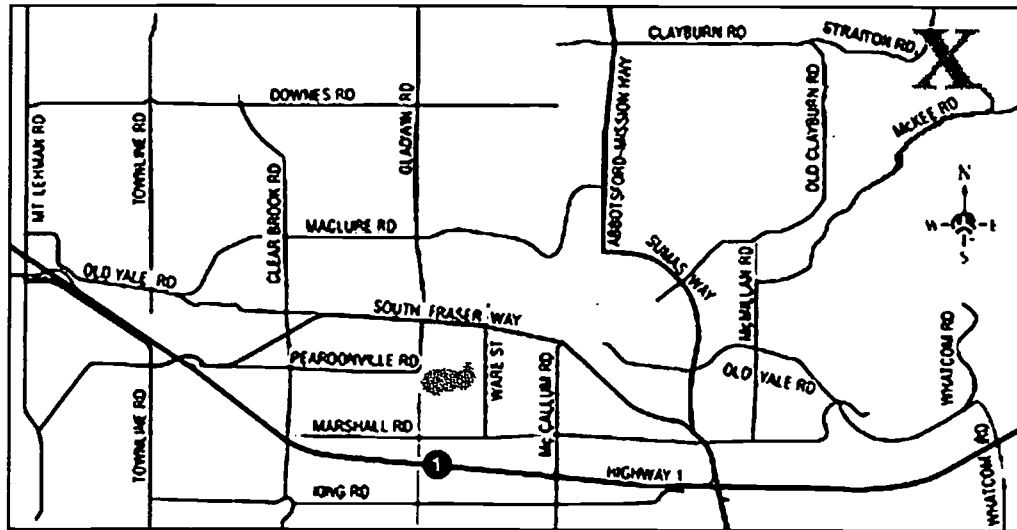 CLAYBURN RD
STRAITON RD.
X
DOWNES RD
GLADWIN RD
MCKEE RD
MT LEHMAN RD
TOWNLINE RD
OLD CLAYBURN RD
ABBOTSFORD-MISSION HWY
CLEARBROOK RD
N
MACLURE RD
W E
S
OLD YALE RD
SUMAS WAY
MCMILLAN RD
SOUTH FRASER WAY
PEARDONVILLE RD
WARE ST
OLD YALE RD
WHATCOM RD
TOWNLINE RD
MARSHALL RD
MCCALLUM RD
1
HIGHWAY 1
WHATCOM RD
KING RD